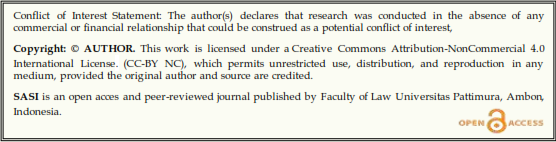 Conflict of Interest Statement: The author(s) declares that research was conducted in the absence of any
commercial or financial relationship that could be construed as a potential conflict of interest,
Copyright: © AUTHOR. This work is licensed under a Creative Commons Attribution-NonCommercial 4.0
International License. (CC-BY NC), which permits unrestricted use, distribution, and reproduction in any
medium, provided the original author and source are credited.
SASI is an open acces and peer-reviewed journal published by Faculty of Law Universitas Pattimura, Ambon,
Indonesia.
OPEN ACCESS